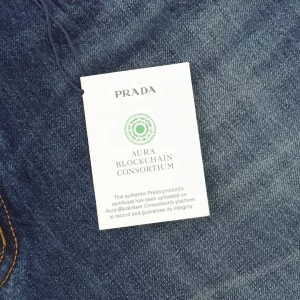 PRADA
AURA
BLOCKCHAIN
CONSORTIUM
This authentic Prada product's
certificate has been uploaded on
Aura Blockchain Consortium's platform
to record and guarantee its integrity